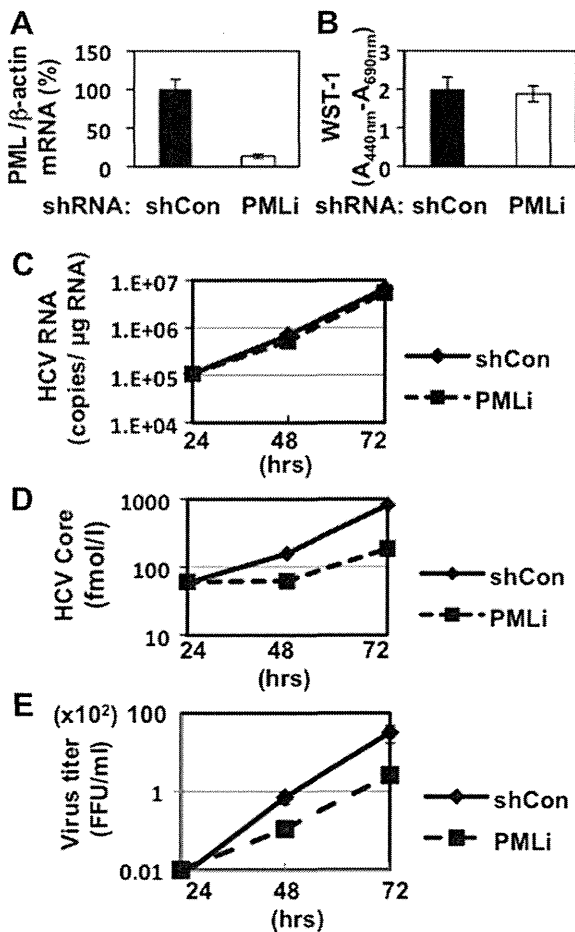 A
PML /β-actin
mRNA (%)
150
100
50
0
shRNA: shCon PMLi
B
WST-1
(A440nm-A690nm)
3
2
1
0
shRNA: shCon PMLi
C
HCV RNA
(copies/ μg RNA)
1.E+07
1.E+06
1.E+05
1.E+04
24 48 72
(hrs)
shCon
PMLi
D
HCV Core
(fmol/l)
1000
100
10
24 48 72
(hrs)
shCon
PMLi
E
(x10²)
Virus titer
(FFU/ml)
100
1
0.01
24 48 72
(hrs)
shCon
PMLi